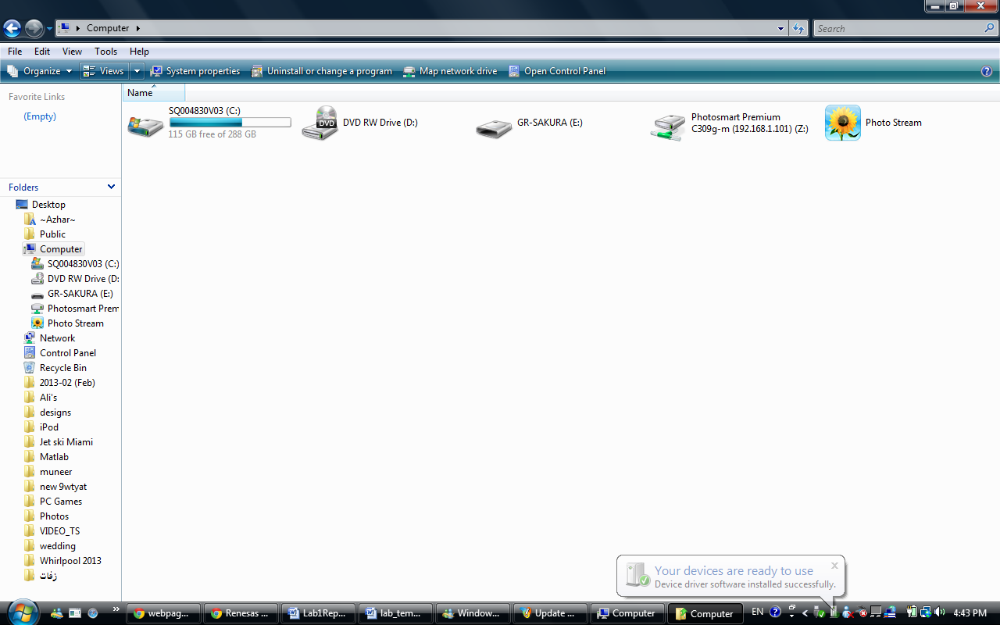 Computer
Search
File Edit View Tools Help
Organize Views System properties Uninstall or change a program Map network drive Open Control Panel
Favorite Links
(Empty)
Name
SQ004830V03 (C:)
115 GB free of 288 GB
DVD
DVD RW Drive (D:)
GR-SAKURA (E:)
Photosmart Premium
C309g-m (192.168.1.101) (Z:)
Photo Stream
Folders
Desktop
~Azhar~
Public
Computer
SQ004830V03 (C:)
DVD RW Drive (D:
GR-SAKURA (E:)
Photosmart Prem
Photo Stream
Network
Control Panel
Recycle Bin
2013-02 (Feb)
Ali's
designs
iPod
Jet ski Miami
Matlab
muneer
new 9wtyat
PC Games
Photos
VIDEO_TS
wedding
Whirlpool 2013
زفات
Your devices are ready to use
Device driver software installed successfully.
webpag... Renesas ... Lab1Rep... lab_tem... Window... Update ... Computer Computer EN 4:43 PM